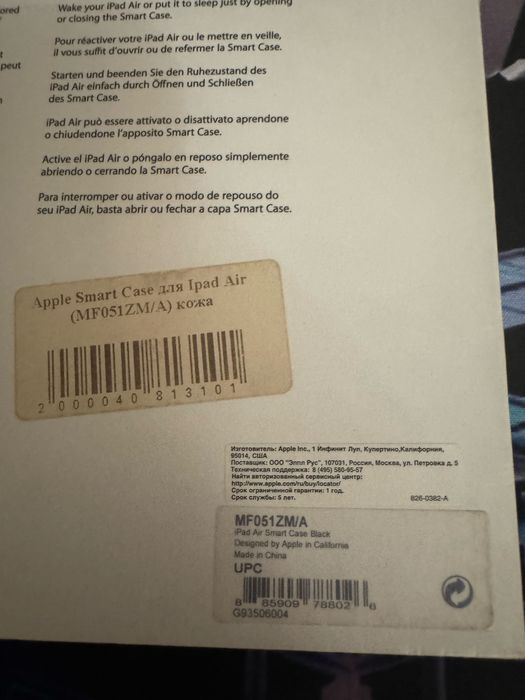 ored
peut
Wake your iPad Air or put it to sleep just by opening
or closing the Smart Case.
Pour réactiver votre iPad Air ou le mettre en veille,
il vous suffit d'ouvrir ou de refermer la Smart Case.
Starten und beenden Sie den Ruhezustand des
iPad Air einfach durch Öffnen und Schließen
des Smart Case.
iPad Air può essere attivato o disattivato aprendone
o chiudendone l'apposito Smart Case.
Active el iPad Air o póngalo en reposo simplemente
abriendo o cerrando la Smart Case.
Para interromper ou ativar o modo de repouso do
seu iPad Air, basta abrir ou fechar a capa Smart Case.
Apple Smart Case для Ipad Air
(MF051ZM/A) кожа
2 000040 813101
Изготовитель: Apple Inc., 1 Инфинит Луп, Купертино,Калифорния,
95014, США
Поставщик: ООО "Эппл Рус", 107031, Россия, Москва, ул. Петровка д. 5
Техническая поддержка: 8 (495) 580-95-57
Найти авторизованный сервисный центр:
http://www.apple.com/ru/buy/locator/
Срок ограниченной гарантии: 1 год.
Срок службы: 5 лет.
826-0382-A
MF051ZM/A
iPad Air Smart Case Black
Designed by Apple in California
Made in China
UPC
8 85909 78802 6
G93506004